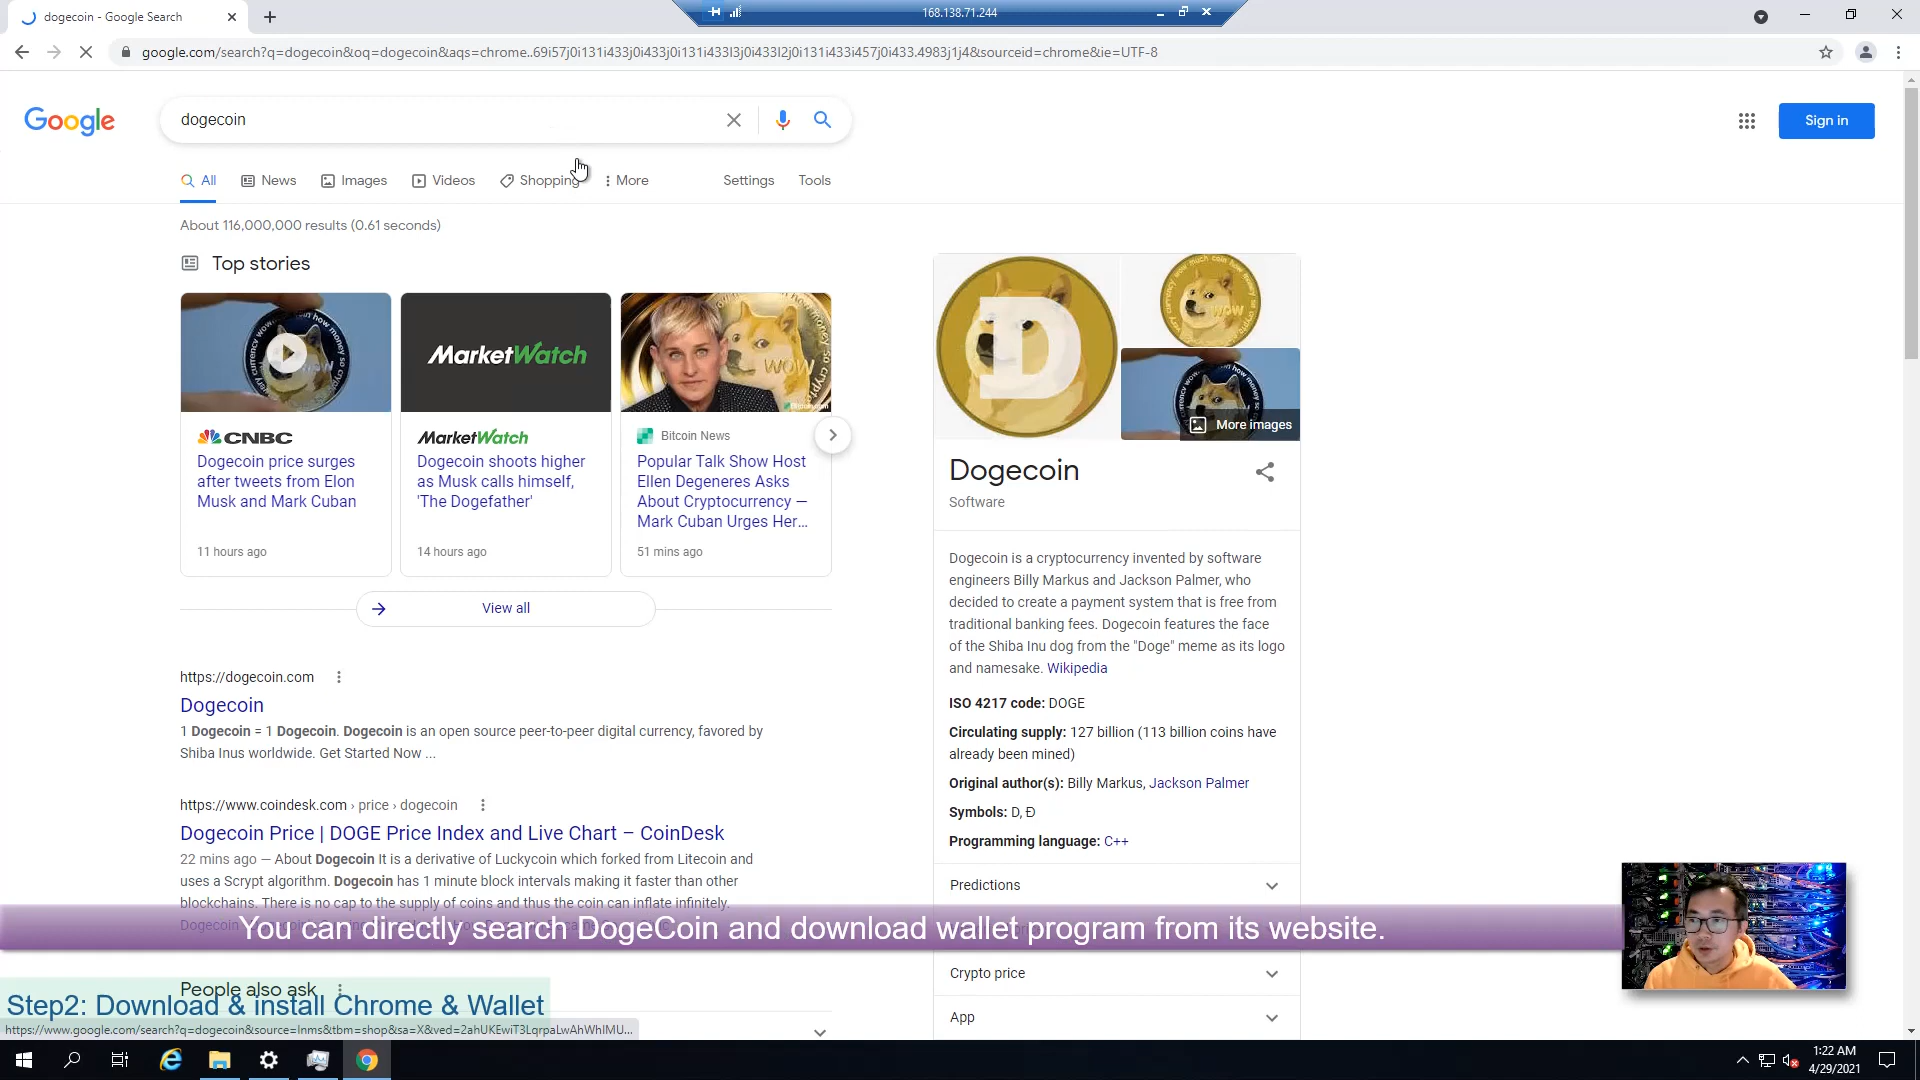 dogecoin - Google Search
168.138.71.244
google.com/search?q=dogecoin&oq=dogecoin&aqs=chrome..69i57j0i131i433j0i433j0i131i433l3j0i433l2j0i131i433i457j0i433.4983j1j4&sourceid=chrome&ie=UTF-8
Google
dogecoin
Sign in
All
News
Images
Videos
Shopping
More
Settings
Tools
About 116,000,000 results (0.61 seconds)
Top stories
MarketWatch
WOW
CNBC
Dogecoin price surges
after tweets from Elon
Musk and Mark Cuban
11 hours ago
MarketWatch
Dogecoin shoots higher
as Musk calls himself,
'The Dogefather'
14 hours ago
Bitcoin News
Popular Talk Show Host
Ellen Degeneres Asks
About Cryptocurrency —
Mark Cuban Urges Her...
51 mins ago
View all
https://dogecoin.com
Dogecoin
1 Dogecoin = 1 Dogecoin. Dogecoin is an open source peer-to-peer digital currency, favored by
Shiba Inus worldwide. Get Started Now ...
https://www.coindesk.com › price › dogecoin
Dogecoin Price | DOGE Price Index and Live Chart – CoinDesk
22 mins ago — About Dogecoin It is a derivative of Luckycoin which forked from Litecoin and
uses a Scrypt algorithm. Dogecoin has 1 minute block intervals making it faster than other
blockchains. There is no cap to the supply of coins and thus the coin can inflate infinitely.
People also ask
D
More images
Dogecoin
Software
Dogecoin is a cryptocurrency invented by software
engineers Billy Markus and Jackson Palmer, who
decided to create a payment system that is free from
traditional banking fees. Dogecoin features the face
of the Shiba Inu dog from the "Doge" meme as its logo
and namesake. Wikipedia
ISO 4217 code: DOGE
Circulating supply: 127 billion (113 billion coins have
already been mined)
Original author(s): Billy Markus, Jackson Palmer
Symbols: D, Ð
Programming language: C++
Predictions
Crypto price
App
You can directly search DogeCoin and download wallet program from its website.
Step2: Download & install Chrome & Wallet
https://www.google.com/search?q=dogecoin&source=lnms&tbm=shop&sa=X&ved=2ahUKEwiT3LqrpaLwAhWhIMU...
1:22 AM
4/29/2021